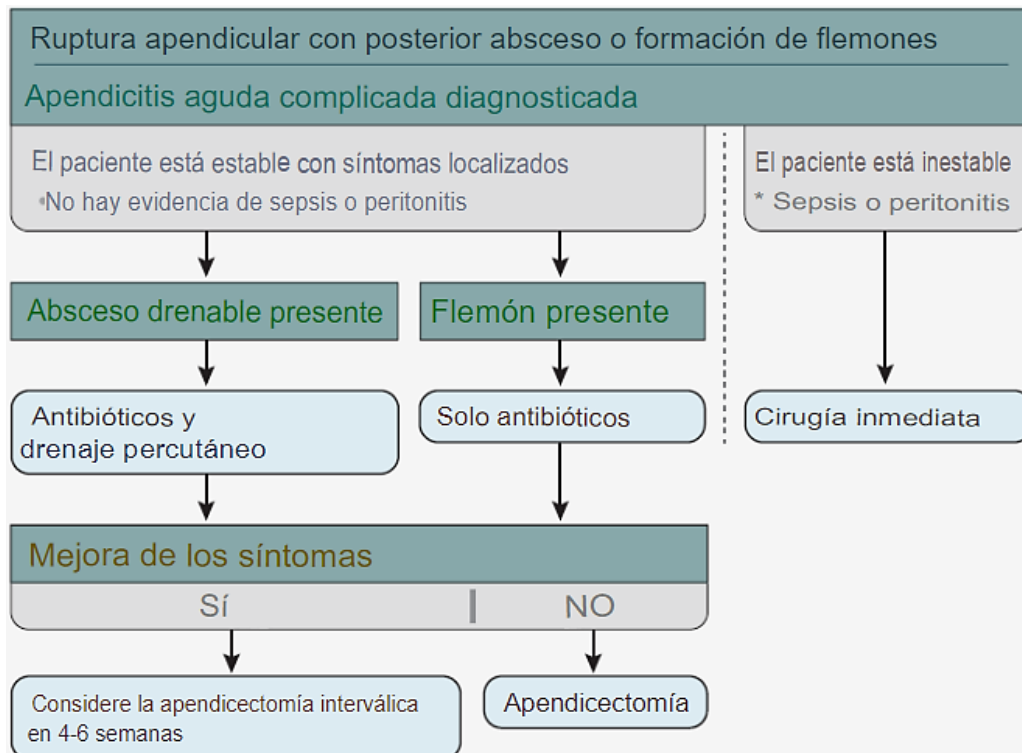 Ruptura apendicular con posterior absceso o formación de flemones
Apendicitis aguda complicada diagnosticada
El paciente está estable con síntomas localizados
•No hay evidencia de sepsis o peritonitis
El paciente está inestable
* Sepsis o peritonitis
Absceso drenable presente
Flemón presente
Antibióticos y
drenaje percutáneo
Solo antibióticos
Cirugía inmediata
Mejora de los síntomas
Sí | NO
Considere la apendicectomía interválica
en 4-6 semanas
Apendicectomía